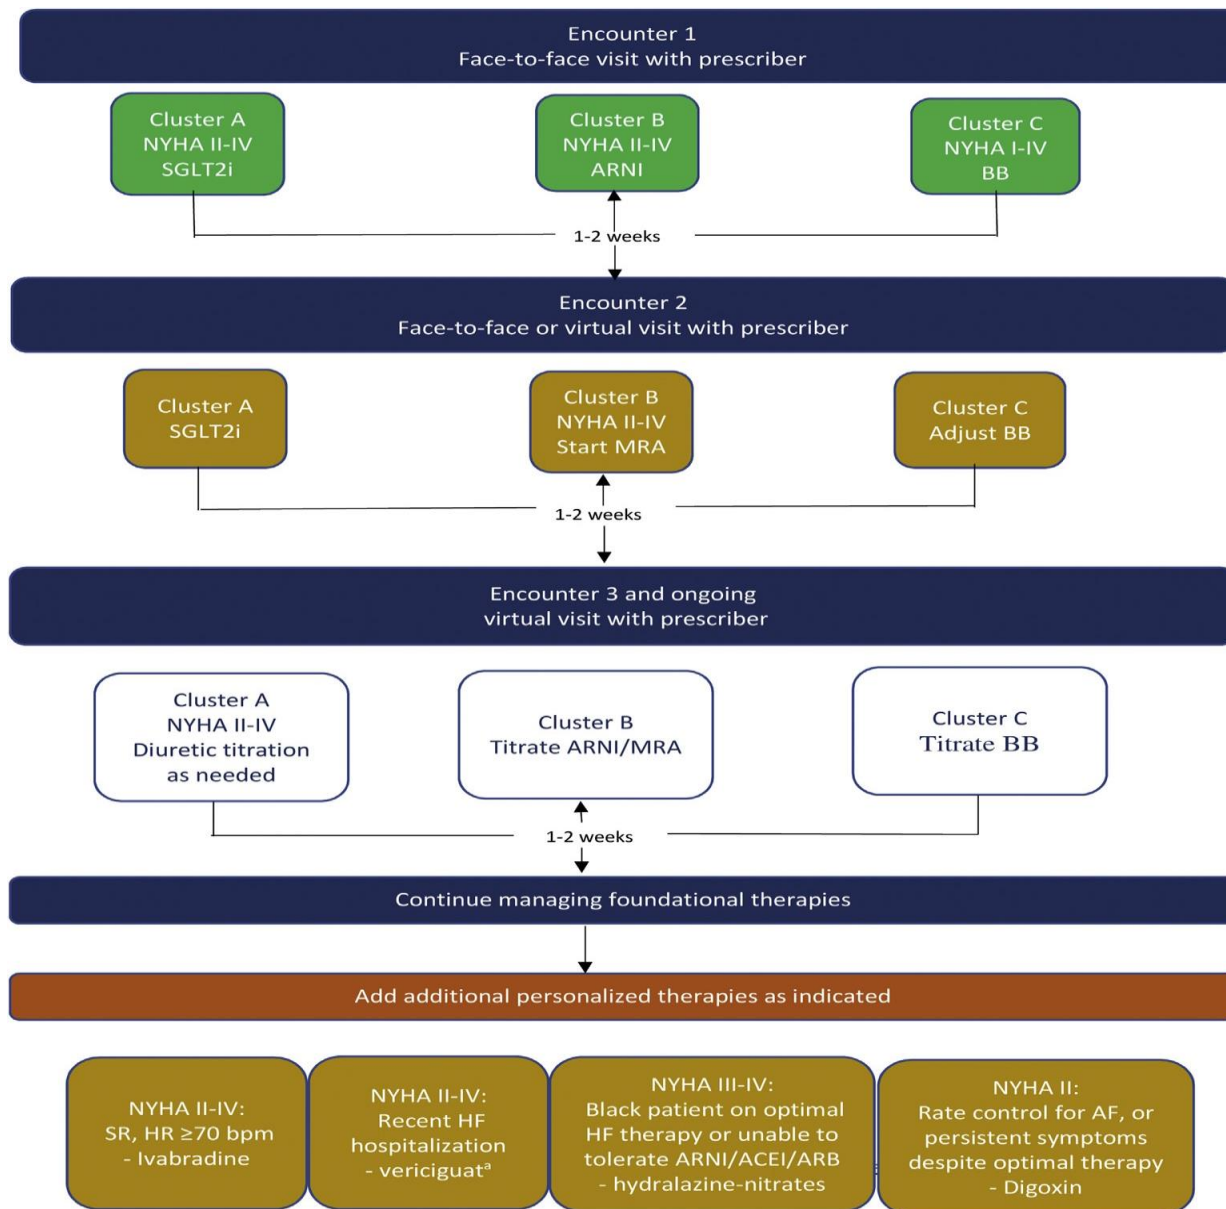 Encounter 1
Face-to-face visit with prescriber
Cluster A
NYHA II-IV
SGLT2i
Cluster B
NYHA II-IV
ARNI
Cluster C
NYHA I-IV
BB
1-2 weeks
Encounter 2
Face-to-face or virtual visit with prescriber
Cluster A
SGLT2i
Cluster B
NYHA II-IV
Start MRA
Cluster C
Adjust BB
1-2 weeks
Encounter 3 and ongoing
virtual visit with prescriber
Cluster A
NYHA II-IV
Diuretic titration
as needed
Cluster B
Titrate ARNI/MRA
Cluster C
Titrate BB
1-2 weeks
Continue managing foundational therapies
Add additional personalized therapies as indicated
NYHA II-IV:
SR, HR ≥70 bpm
- Ivabradine
NYHA II-IV:
Recent HF
hospitalization
- vericiguatᵃ
NYHA III-IV:
Black patient on optimal
HF therapy or unable to
tolerate ARNI/ACEI/ARB
- hydralazine-nitrates
NYHA II:
Rate control for AF, or
persistent symptoms
despite optimal therapy
- Digoxin